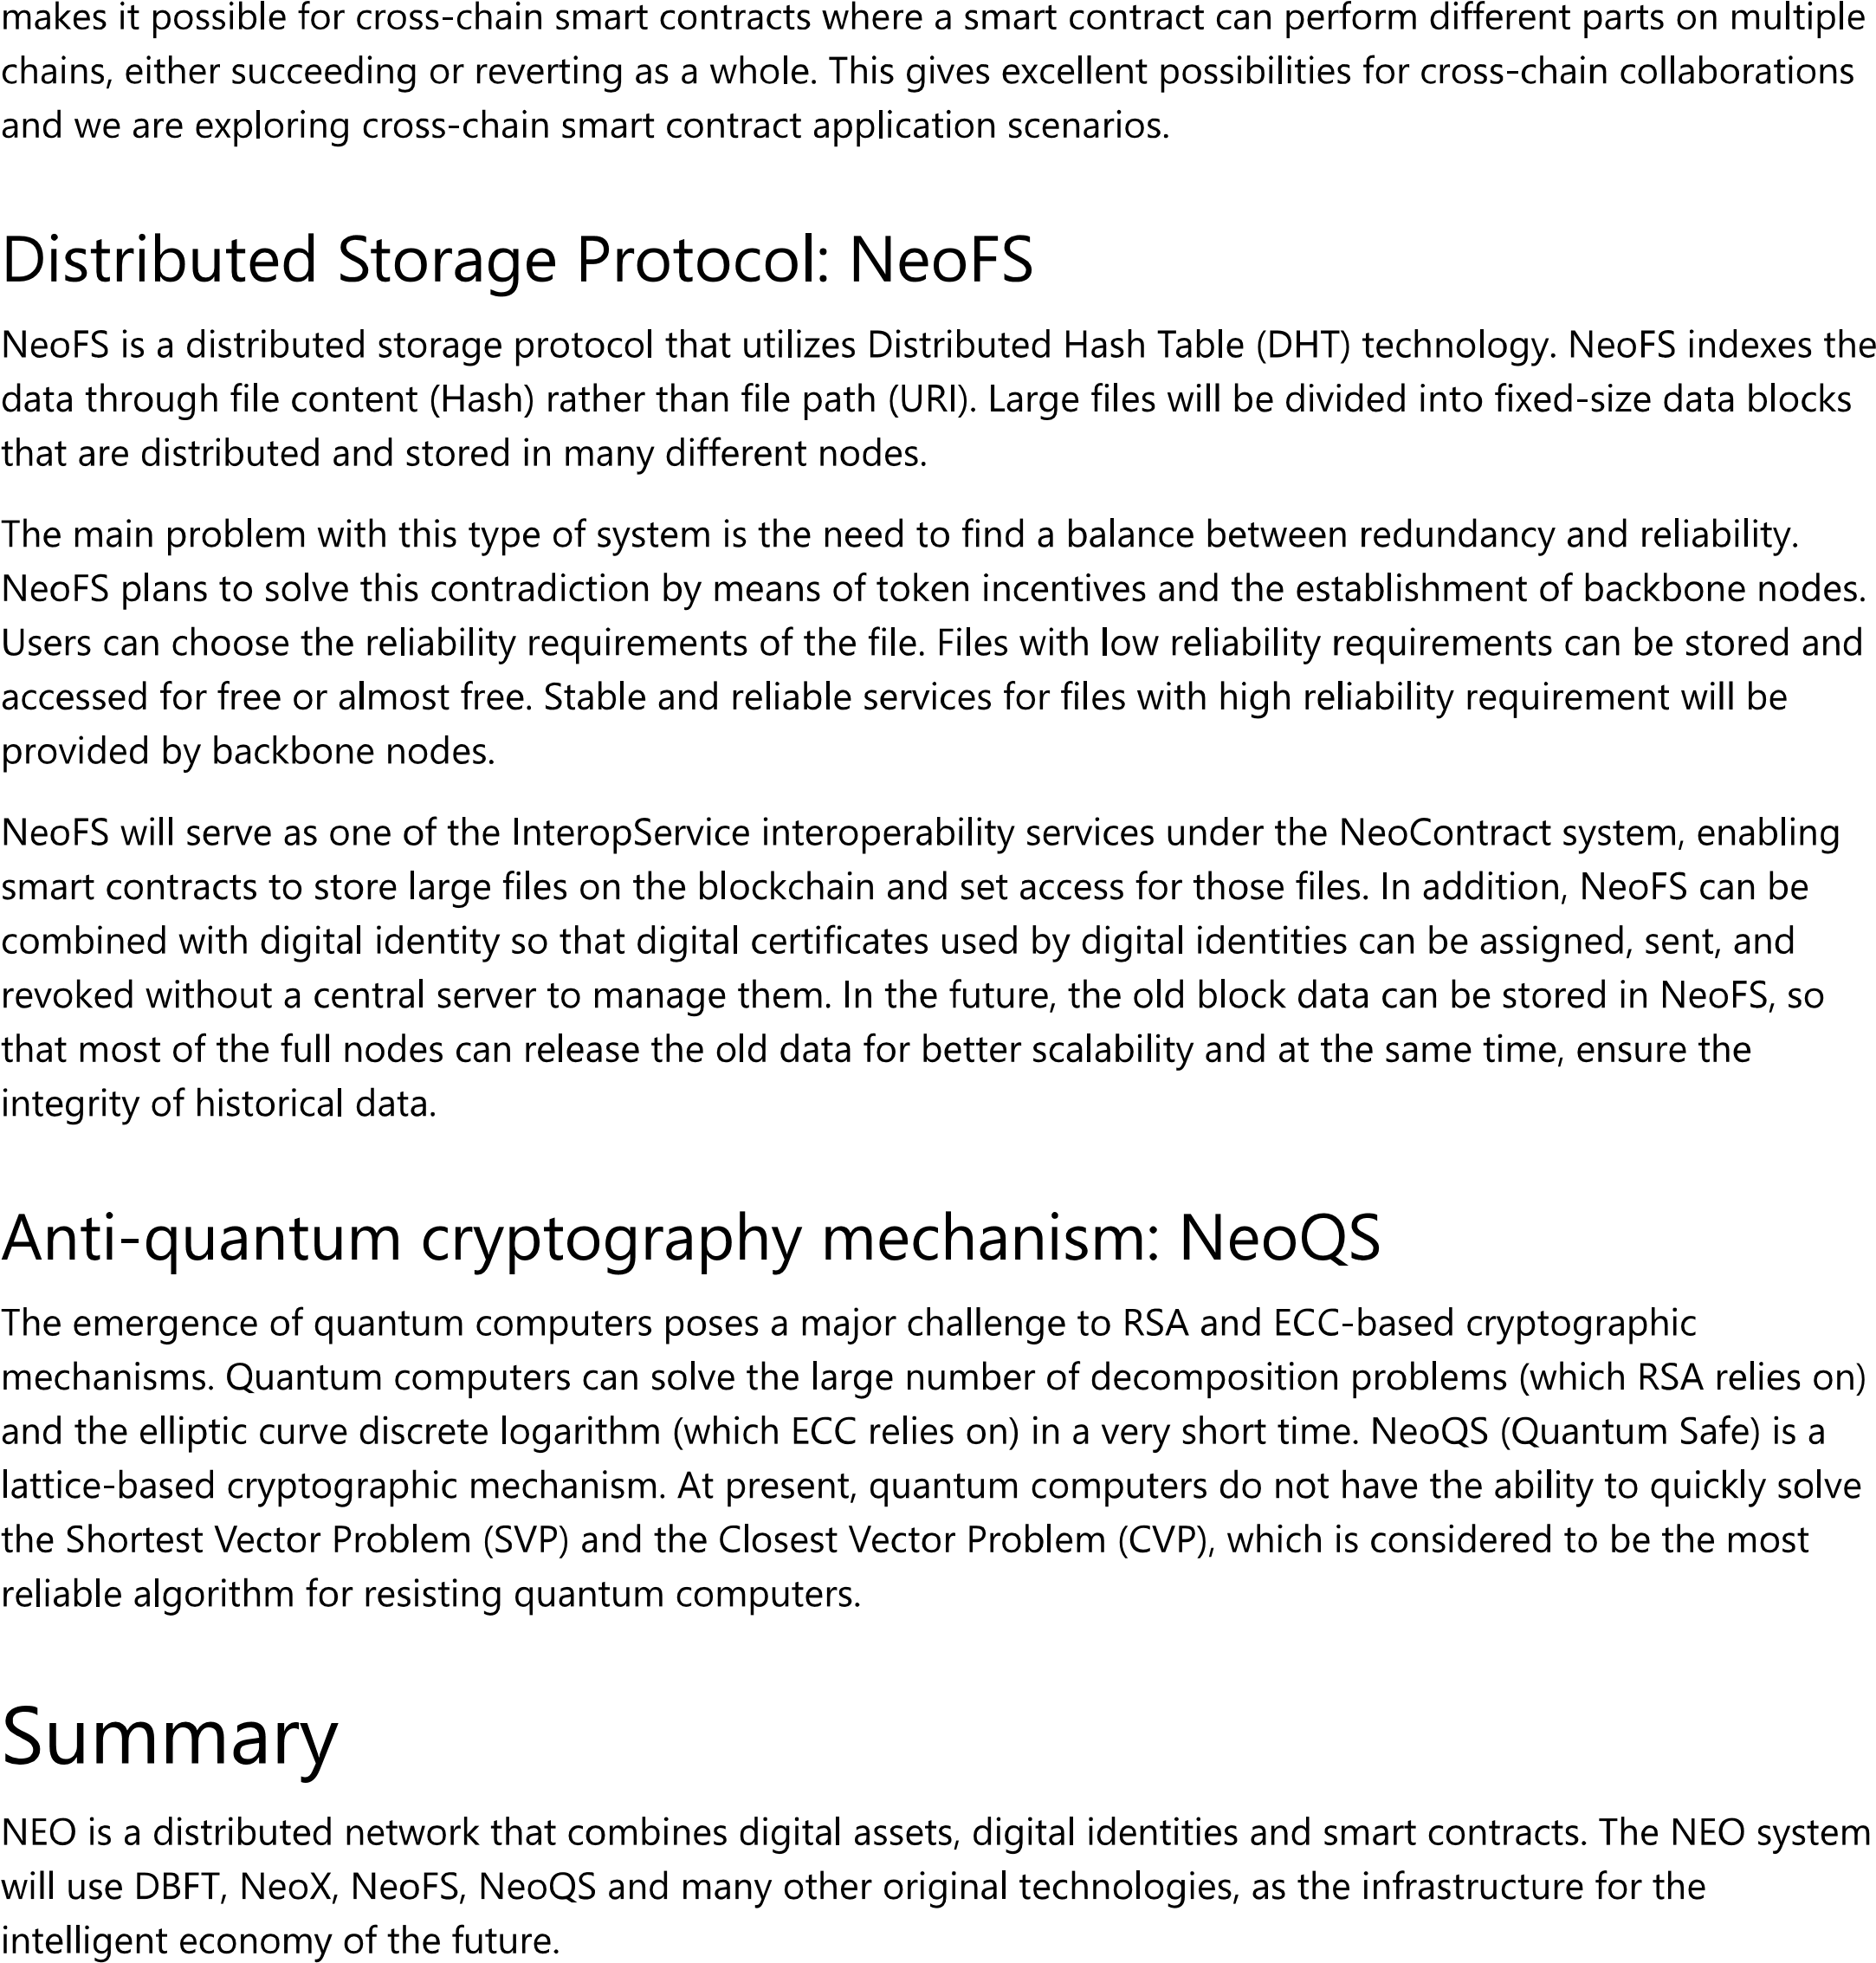 makes it possible for cross-chain smart contracts where a smart contract can perform different parts on multiple
chains, either succeeding or reverting as a whole. This gives excellent possibilities for cross-chain collaborations
and we are exploring cross-chain smart contract application scenarios.
Distributed Storage Protocol: NeoFS
NeoFS is a distributed storage protocol that utilizes Distributed Hash Table (DHT) technology. NeoFS indexes the
data through file content (Hash) rather than file path (URI). Large files will be divided into fixed-size data blocks
that are distributed and stored in many different nodes.
The main problem with this type of system is the need to find a balance between redundancy and reliability.
NeoFS plans to solve this contradiction by means of token incentives and the establishment of backbone nodes.
Users can choose the reliability requirements of the file. Files with low reliability requirements can be stored and
accessed for free or almost free. Stable and reliable services for files with high reliability requirement will be
provided by backbone nodes.
NeoFS will serve as one of the InteropService interoperability services under the NeoContract system, enabling
smart contracts to store large files on the blockchain and set access for those files. In addition, NeoFS can be
combined with digital identity so that digital certificates used by digital identities can be assigned, sent, and
revoked without a central server to manage them. In the future, the old block data can be stored in NeoFS, so
that most of the full nodes can release the old data for better scalability and at the same time, ensure the
integrity of historical data.
Anti-quantum cryptography mechanism: NeoQS
The emergence of quantum computers poses a major challenge to RSA and ECC-based cryptographic
mechanisms. Quantum computers can solve the large number of decomposition problems (which RSA relies on)
and the elliptic curve discrete logarithm (which ECC relies on) in a very short time. NeoQS (Quantum Safe) is a
lattice-based cryptographic mechanism. At present, quantum computers do not have the ability to quickly solve
the Shortest Vector Problem (SVP) and the Closest Vector Problem (CVP), which is considered to be the most
reliable algorithm for resisting quantum computers.
Summary
NEO is a distributed network that combines digital assets, digital identities and smart contracts. The NEO system
will use DBFT, NeoX, NeoFS, NeoQS and many other original technologies, as the infrastructure for the
intelligent economy of the future.